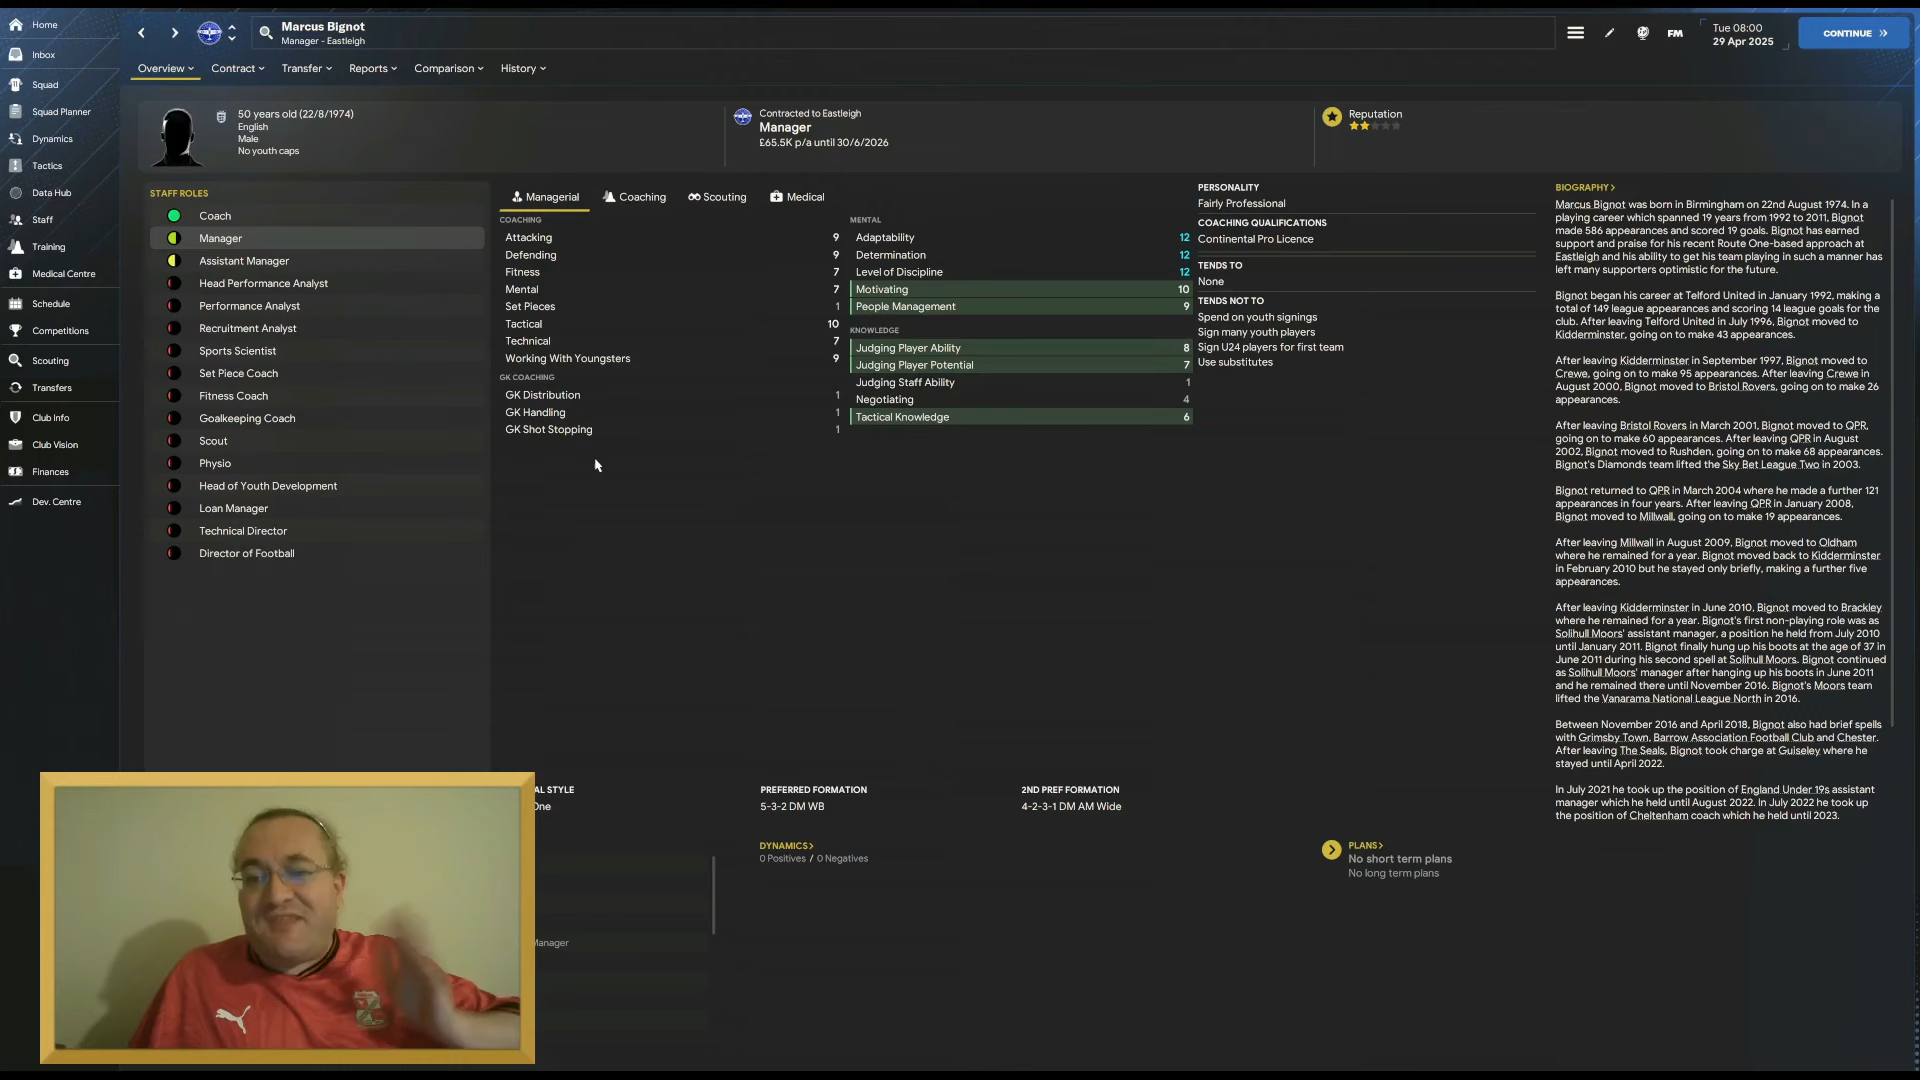 Home
Inbox
Squad
Squad Planner
Dynamics
Tactics
Data Hub
Staff
Training
Medical Centre
Schedule
Competitions
Scouting
Transfers
Club Info
Club Vision
Finances
Dev. Centre
Marcus Bignot
Manager - Eastleigh
FM
Tue 08:00
29 Apr 2025
CONTINUE
Overview
Contract
Transfer
Reports
Comparison
History
50 years old (22/8/1974)
English
Male
No youth caps
Contracted to Eastleigh
Manager
£65.5K p/a until 30/6/2026
Reputation
STAFF ROLES
Coach
Manager
Assistant Manager
Head Performance Analyst
Performance Analyst
Recruitment Analyst
Sports Scientist
Set Piece Coach
Fitness Coach
Goalkeeping Coach
Scout
Physio
Head of Youth Development
Loan Manager
Technical Director
Director of Football
Managerial
Coaching
Scouting
Medical
COACHING
Attacking 9
Defending 9
Fitness 7
Mental 7
Set Pieces 1
Tactical 10
Technical 7
Working With Youngsters 9
GK COACHING
GK Distribution 1
GK Handling 1
GK Shot Stopping 1
MENTAL
Adaptability 12
Determination 12
Level of Discipline 12
Motivating 10
People Management 9
KNOWLEDGE
Judging Player Ability 8
Judging Player Potential 7
Judging Staff Ability 1
Negotiating 4
Tactical Knowledge 6
PERSONALITY
Fairly Professional
COACHING QUALIFICATIONS
Continental Pro Licence
TENDS TO
None
TENDS NOT TO
Spend on youth signings
Sign many youth players
Sign U24 players for first team
Use substitutes
BIOGRAPHY >
Marcus Bignot was born in Birmingham on 22nd August 1974. In a
playing career which spanned 19 years from 1992 to 2011, Bignot
made 586 appearances and scored 19 goals. Bignot has earned
support and praise for his recent Route One-based approach at
Eastleigh and his ability to get his team playing in such a manner has
left many supporters optimistic for the future.
Bignot began his career at Telford United in January 1992, making a
total of 149 league appearances and scoring 14 league goals for the
club. After leaving Telford United in July 1996, Bignot moved to
Kidderminster, going on to make 43 appearances.
After leaving Kidderminster in September 1997, Bignot moved to
Crewe, going on to make 95 appearances. After leaving Crewe in
August 2000, Bignot moved to Bristol Rovers, going on to make 26
appearances.
After leaving Bristol Rovers in March 2001, Bignot moved to QPR,
going on to make 60 appearances. After leaving QPR in August
2002, Bignot moved to Rushden, going on to make 68 appearances.
Bignot's Diamonds team lifted the Sky Bet League Two in 2003.
Bignot returned to QPR in March 2004 where he made a further 121
appearances in four years. After leaving QPR in January 2008,
Bignot moved to Millwall, going on to make 19 appearances.
After leaving Millwall in August 2009, Bignot moved to Oldham
where he remained for a year. Bignot moved back to Kidderminster
in February 2010 but he stayed only briefly, making a further five
appearances.
After leaving Kidderminster in June 2010, Bignot moved to Brackley
where he remained for a year. Bignot's first non-playing role was as
Solihull Moors' assistant manager, a position he held from July 2010
until January 2011. Bignot finally hung up his boots at the age of 37 in
June 2011 during his second spell at Solihull Moors. Bignot continued
as Solihull Moors' manager after hanging up his boots in June 2011
and he remained there until November 2016. Bignot's Moors team
lifted the Vanarama National League North in 2016.
Between November 2016 and April 2018, Bignot also had brief spells
with Grimsby Town, Barrow Association Football Club and Chester.
After leaving The Seals, Bignot took charge at Guiseley where he
stayed until April 2022.
In July 2021 he took up the position of England Under 19s assistant
manager which he held until August 2022. In July 2022 he took up
the position of Cheltenham coach which he held until 2023.
AL STYLE
One
PREFERRED FORMATION
5-3-2 DM WB
2ND PREF FORMATION
4-2-3-1 DM AM Wide
DYNAMICS >
0 Positives / 0 Negatives
Manager
PLANS >
No short term plans
No long term plans